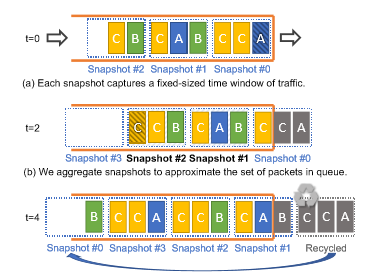 t=0
C B C A B C C A
Snapshot #2 Snapshot #1 Snapshot #0
(a) Each snapshot captures a fixed-sized time window of traffic.
t=2
C C B C A B C C A
Snapshot #3 Snapshot #2 Snapshot #1 Snapshot #0
(b) We aggregate snapshots to approximate the set of packets in queue.
t=4
B C C A C C B C A B C C A
Snapshot #0 Snapshot #3 Snapshot #2 Snapshot #1 Recycled